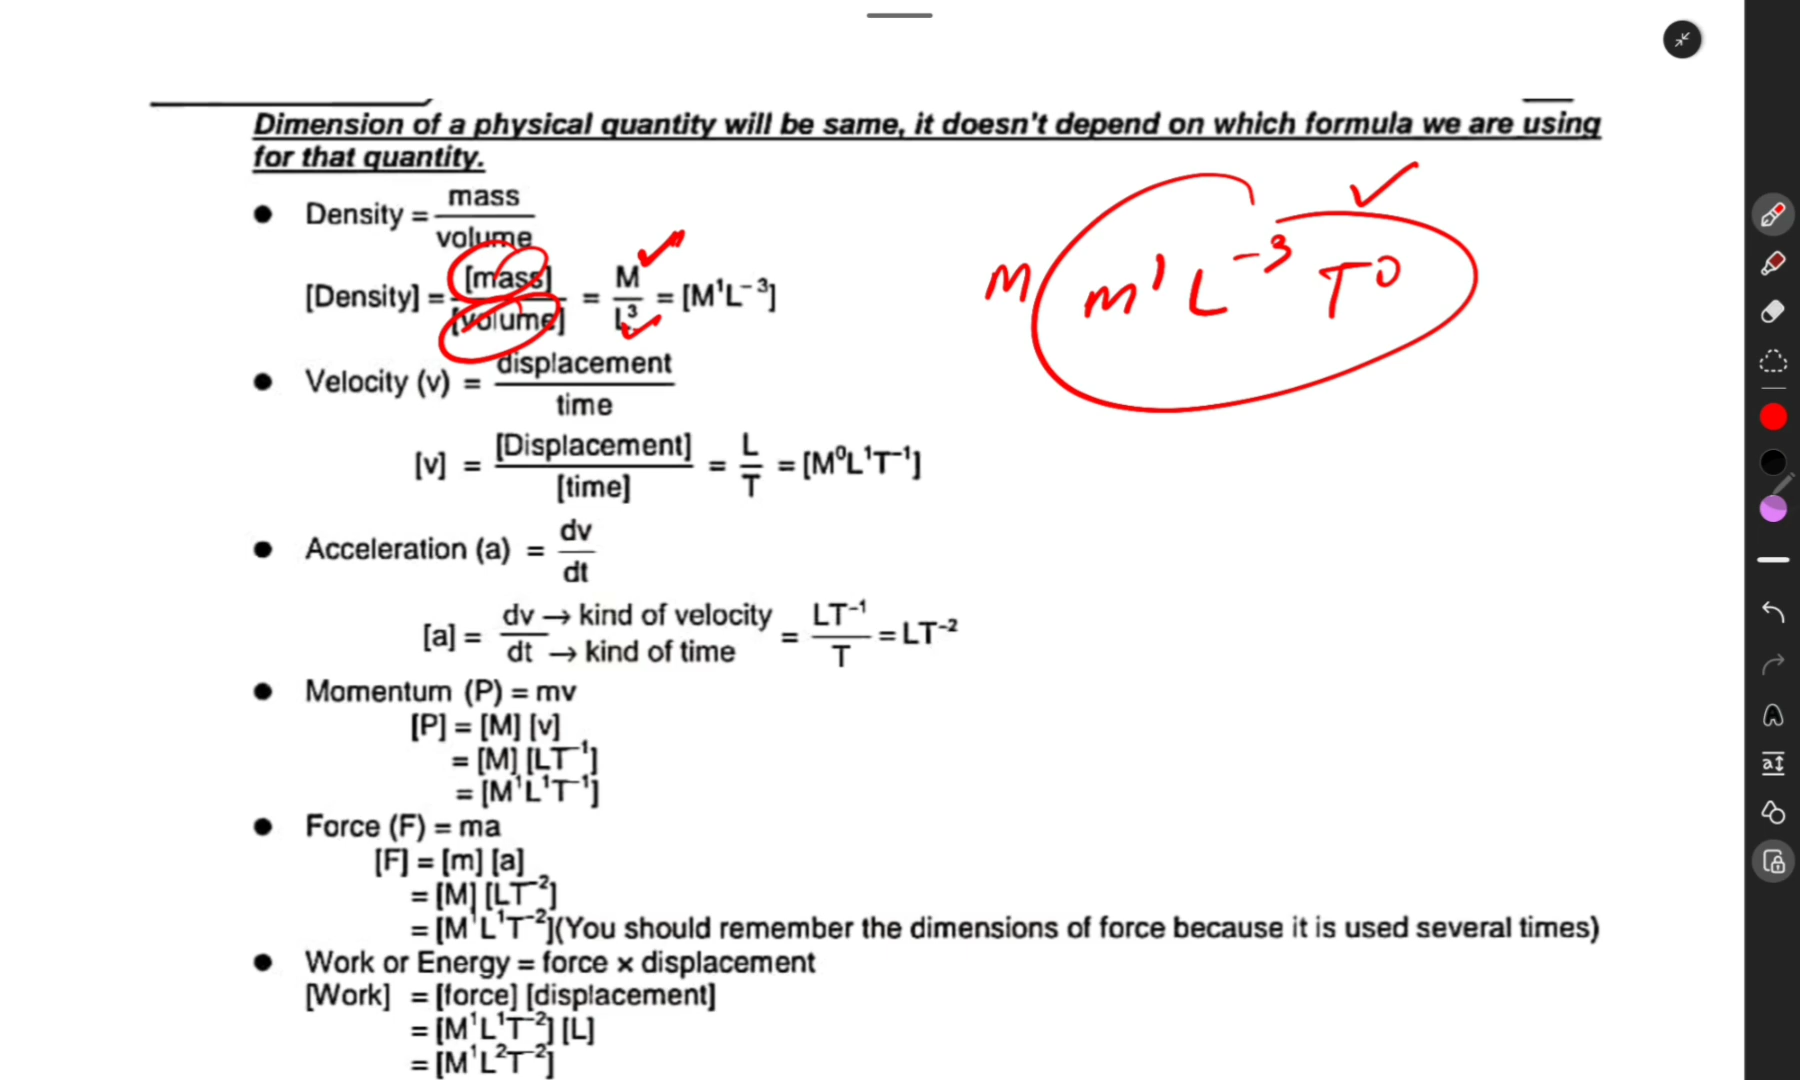 Dimension of a physical quantity will be same, it doesn't depend on which formula we are using
for that quantity.
● Density = mass / volume
[Density] = [mass] / [volume] = M / L³ = [M¹L⁻³]
M m¹ L⁻³ T⁰
● Velocity (v) = displacement / time
[v] = [Displacement] / [time] = L / T = [M⁰L¹T⁻¹]
● Acceleration (a) = dv / dt
[a] = dv → kind of velocity / dt → kind of time = LT⁻¹ / T = LT⁻²
● Momentum (P) = mv
[P] = [M] [v]
= [M] [LT⁻¹]
= [M¹L¹T⁻¹]
● Force (F) = ma
[F] = [m] [a]
= [M] [LT⁻²]
= [M¹L¹T⁻²](You should remember the dimensions of force because it is used several times)
● Work or Energy = force × displacement
[Work] = [force] [displacement]
= [M¹L¹T⁻²] [L]
= [M¹L²T⁻²]